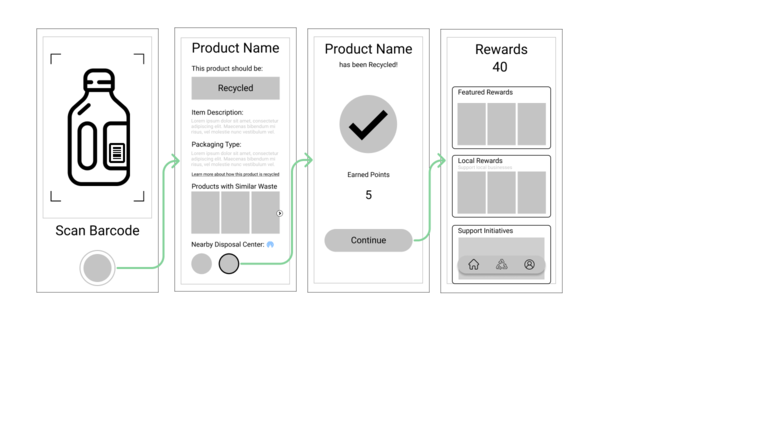 Scan Barcode
Product Name
This product should be:
Recycled
Item Description:
Lorem ipsum dolor sit amet, consectetur
adipiscing elit. Maecenas bibendum mi
risus, vel molestie nunc vestibulum vel.
Packaging Type:
Lorem ipsum dolor sit amet, consectetur
adipiscing elit. Maecenas bibendum mi
risus, vel molestie nunc vestibulum vel.
Learn more about how this product is recycled
Products with Similar Waste
Nearby Disposal Center:
Product Name
has been Recycled!
Earned Points
5
Continue
Rewards
40
Featured Rewards
Local Rewards
Support local businesses
Support Initiatives